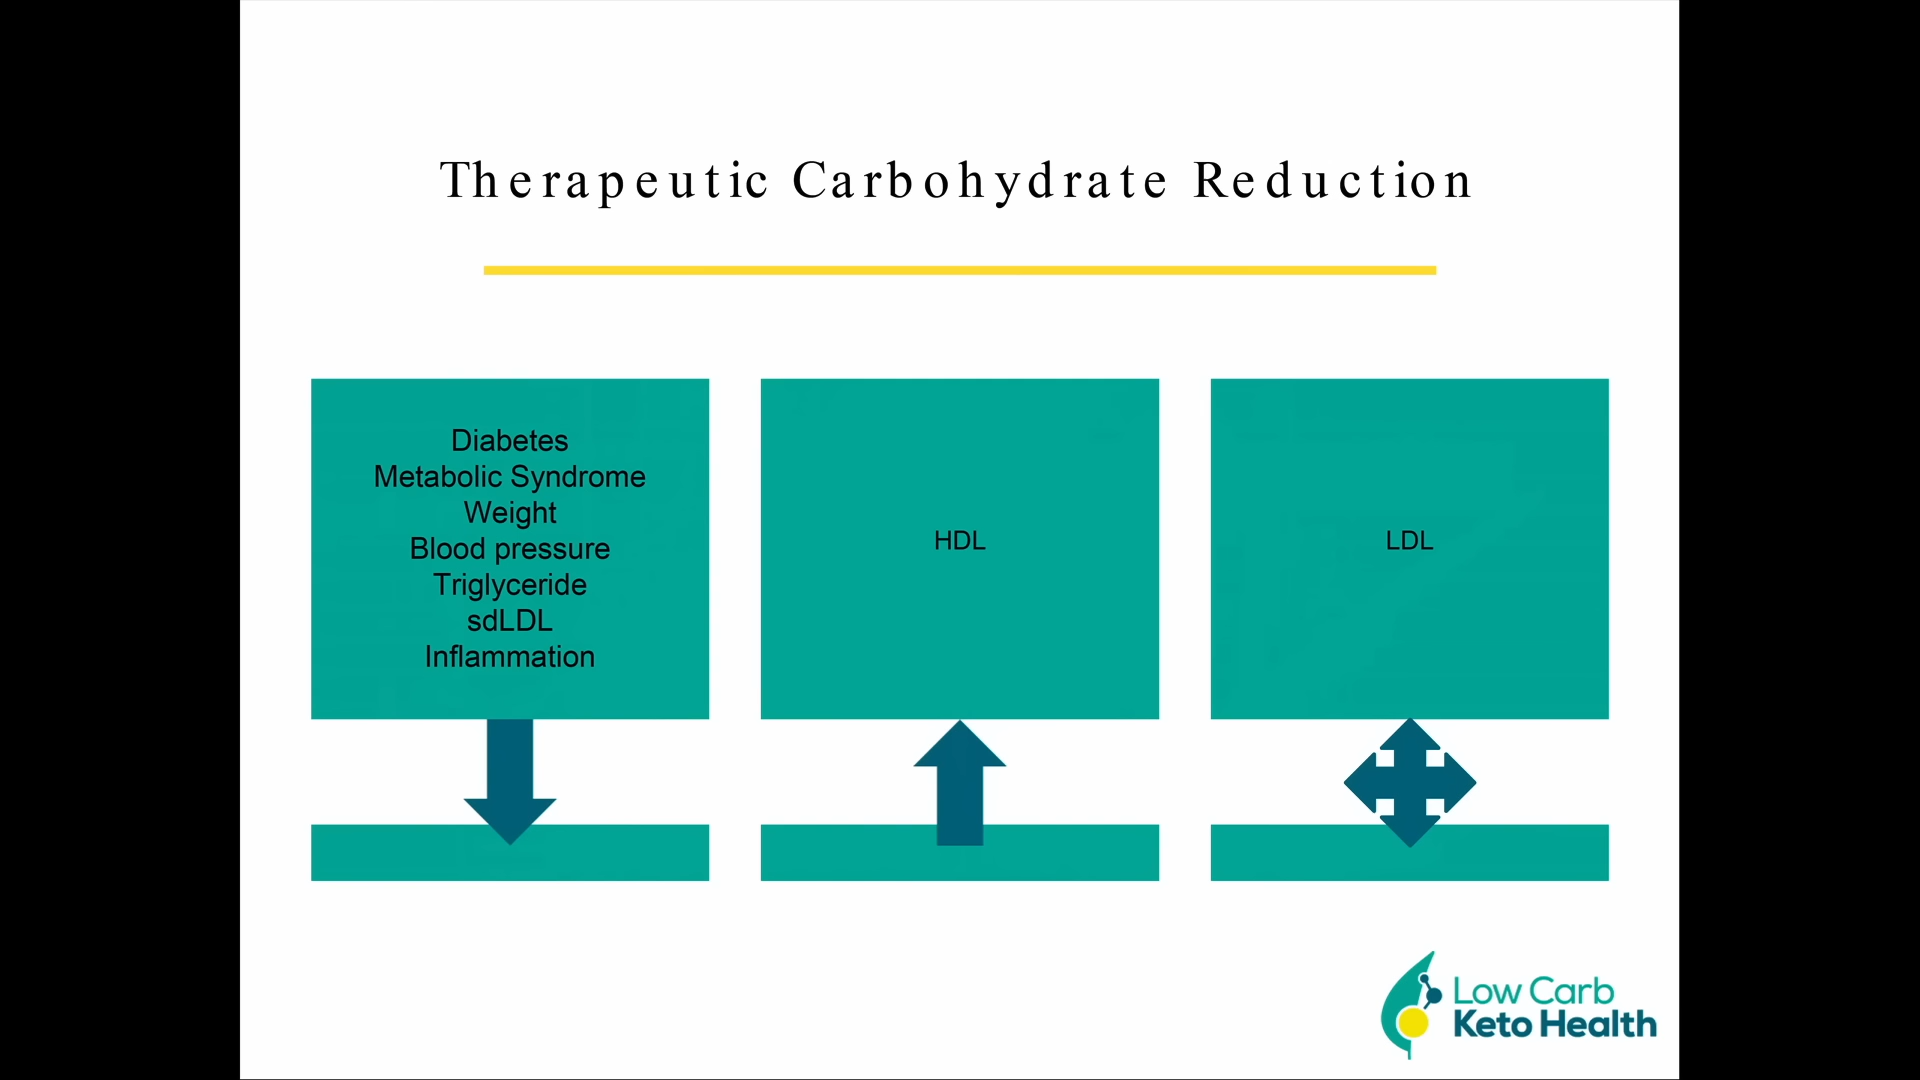 Therapeutic Carbohydrate Reduction
Diabetes
Metabolic Syndrome
Weight
Blood pressure
Triglyceride
sdLDL
Inflammation
HDL
LDL
Low Carb
Keto Health